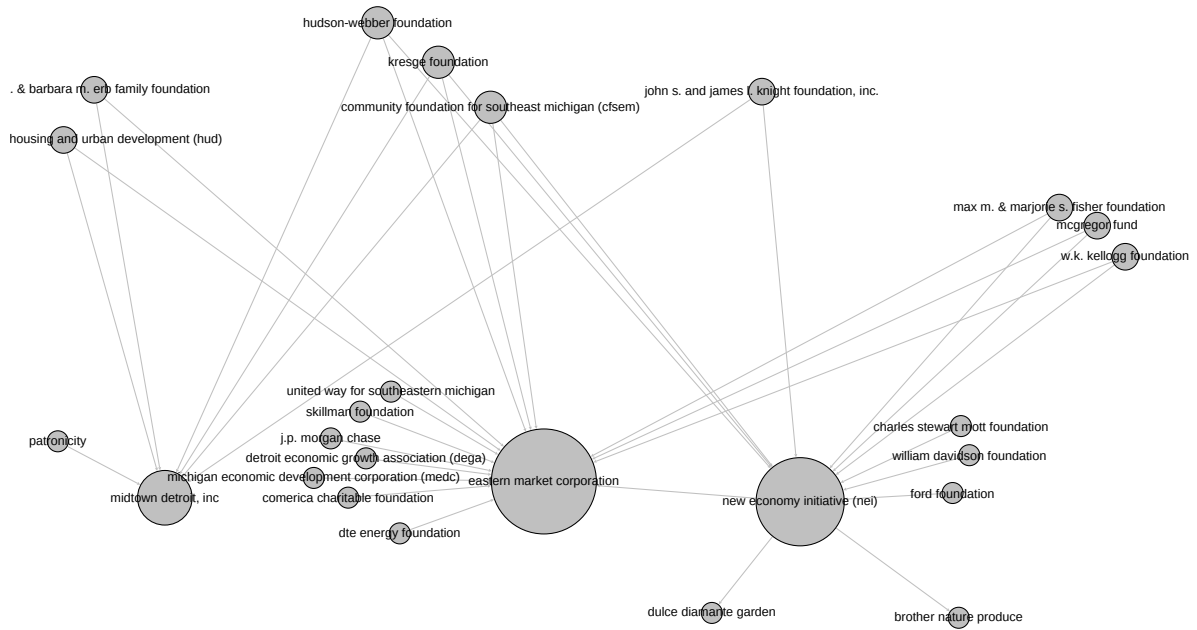 hudson-webber foundation
kresge foundation
. & barbara m. erb family foundation
john s. and james l. knight foundation, inc.
community foundation for southeast michigan (cfsem)
housing and urban development (hud)
max m. & marjorie s. fisher foundation
mcgregor fund
w.k. kellogg foundation
united way for southeastern michigan
skillman foundation
charles stewart mott foundation
patronicity
j.p. morgan chase
william davidson foundation
detroit economic growth association (dega)
michigan economic development corporation (medc)
eastern market corporation
ford foundation
midtown detroit, inc
comerica charitable foundation
new economy initiative (nei)
dte energy foundation
dulce diamante garden
brother nature produce